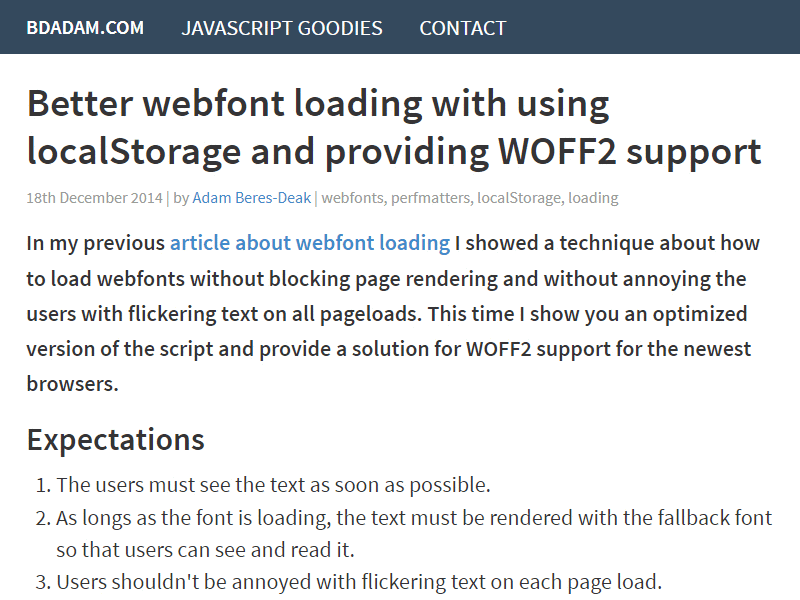 BDADAM.COM JAVASCRIPT GOODIES CONTACT
Better webfont loading with using
localStorage and providing WOFF2 support
18th December 2014 | by Adam Beres-Deak | webfonts, perfmatters, localStorage, loading
In my previous article about webfont loading I showed a technique about how
to load webfonts without blocking page rendering and without annoying the
users with flickering text on all pageloads. This time I show you an optimized
version of the script and provide a solution for WOFF2 support for the newest
browsers.
Expectations
1. The users must see the text as soon as possible.
2. As longs as the font is loading, the text must be rendered with the fallback font
so that users can see and read it.
3. Users shouldn't be annoyed with flickering text on each page load.